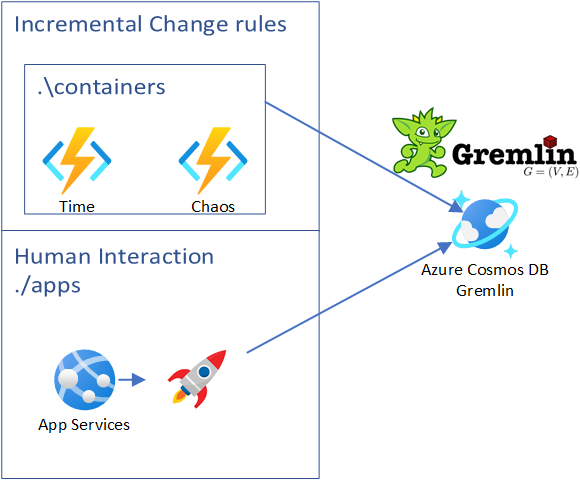 Incremental Change rules
.\containers
Time
Chaos
Gremlin
G = (V, E)
Azure Cosmos DB
Gremlin
Human Interaction
./apps
App Services